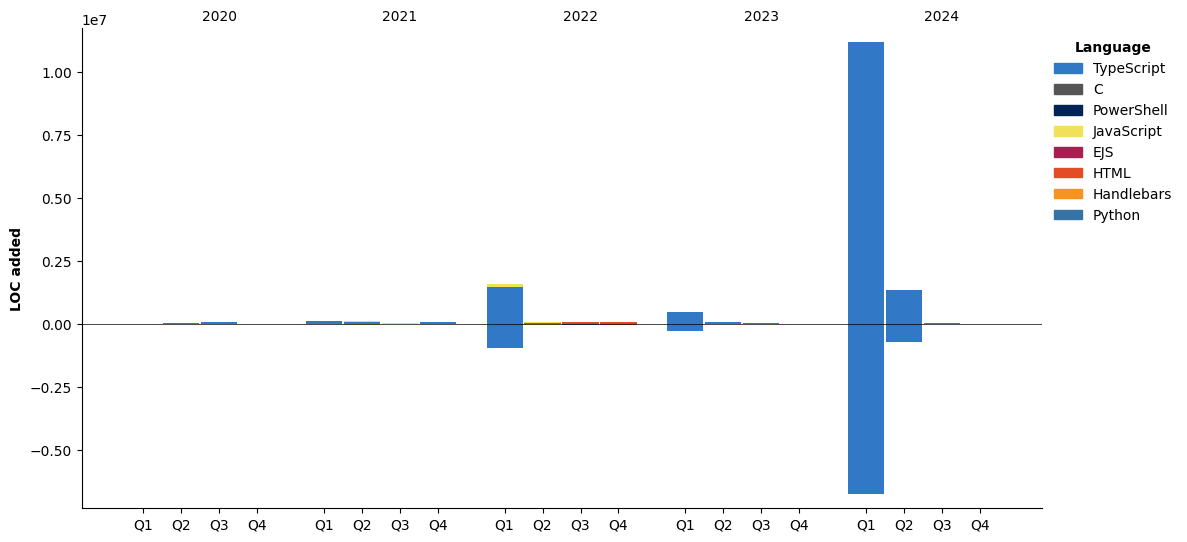 2020 2021 2022 2023 2024
1e7
1.00
0.75
0.50
0.25
0.00
−0.25
−0.50
LOC added
Q1 Q2 Q3 Q4 Q1 Q2 Q3 Q4 Q1 Q2 Q3 Q4 Q1 Q2 Q3 Q4 Q1 Q2 Q3 Q4
Language
TypeScript
C
PowerShell
JavaScript
EJS
HTML
Handlebars
Python